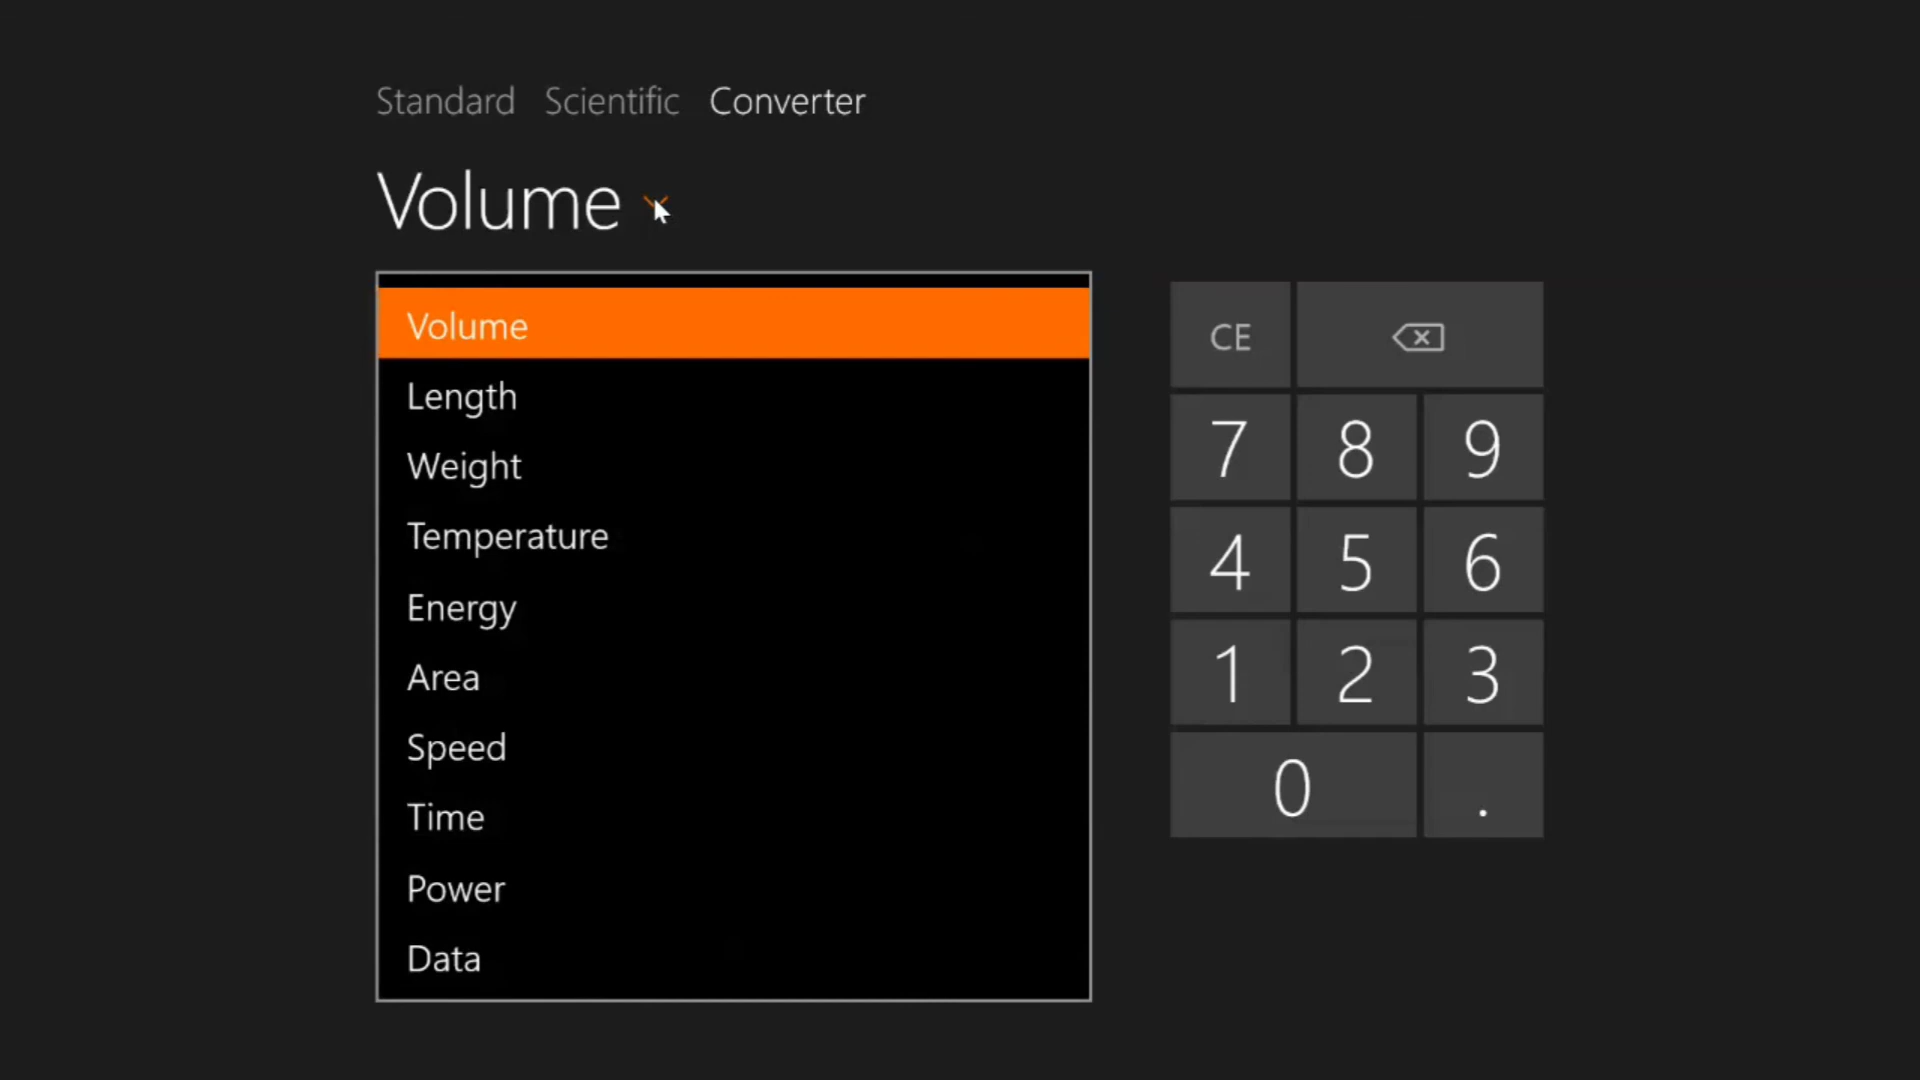 Standard Scientific Converter
Volume
Volume
Length
Weight
Temperature
Energy
Area
Speed
Time
Power
Data
CE
7 8 9
4 5 6
1 2 3
0 .